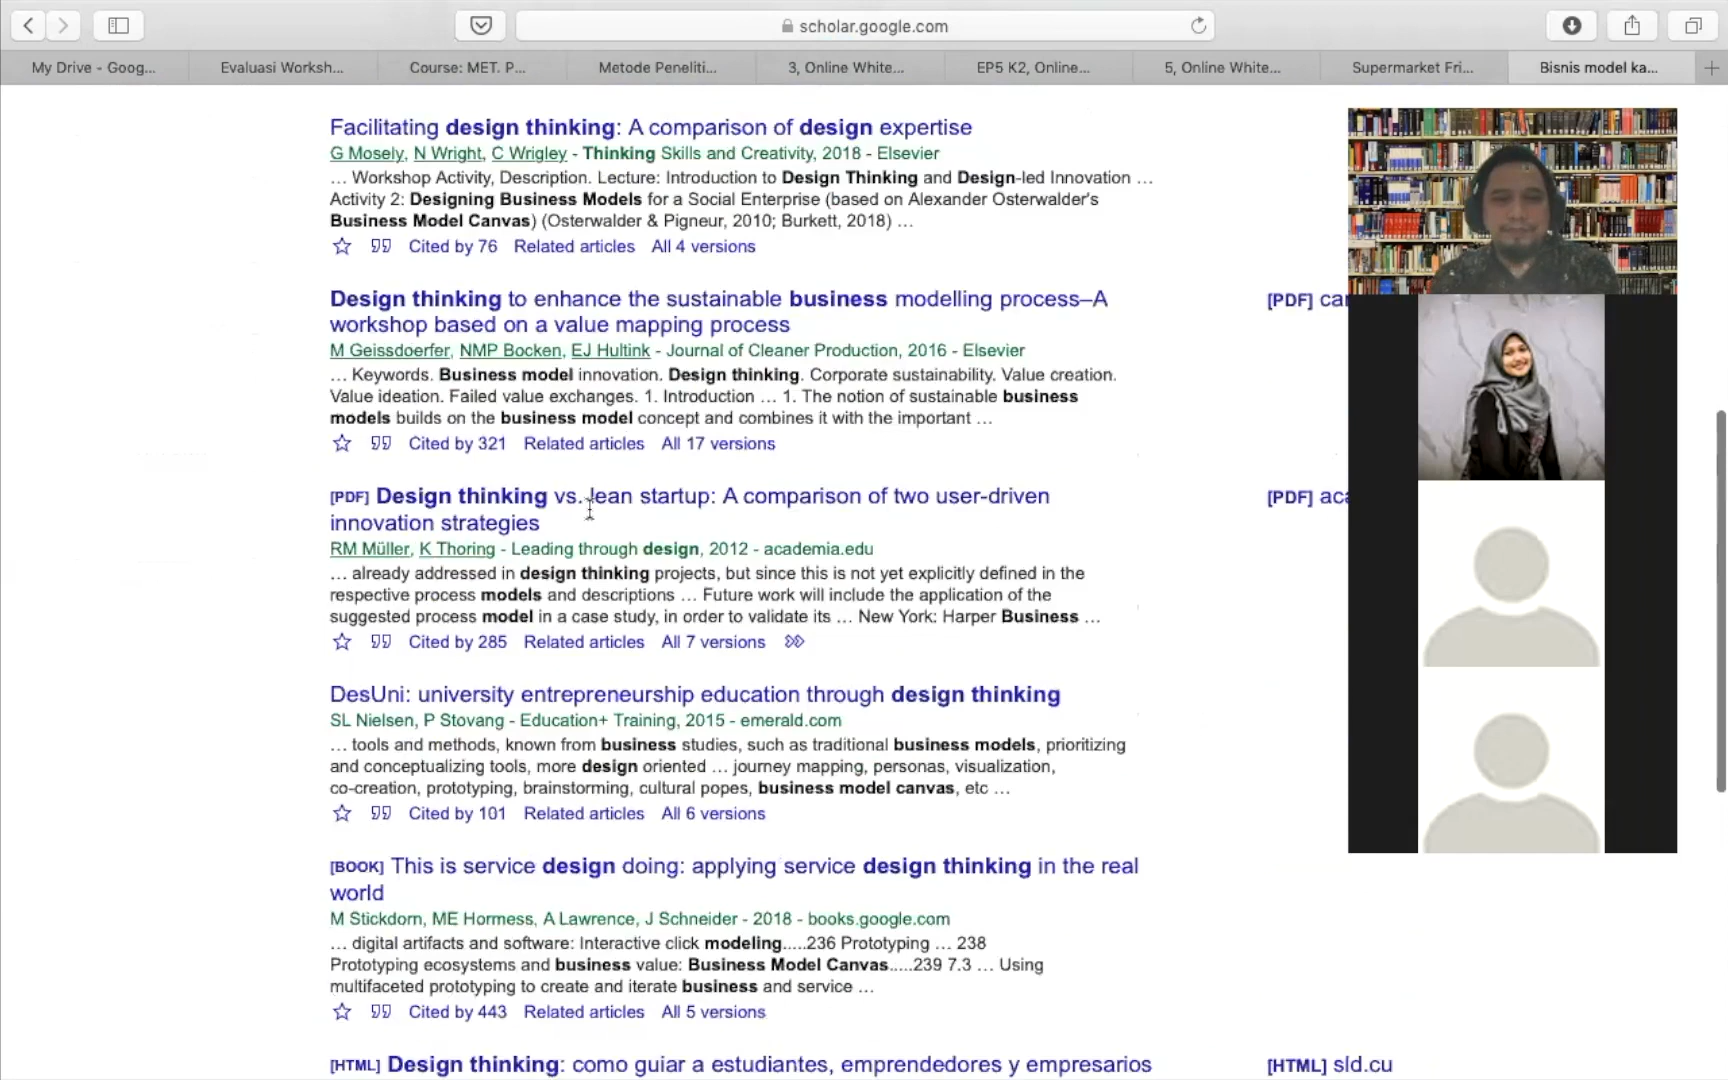 scholar.google.com
My Drive - Goog...
Evaluasi Worksh...
Course: MET. P...
Metode Peneliti...
3, Online White...
EP5 K2, Online...
5, Online White...
Supermarket Fri...
Bisnis model ka...
Facilitating design thinking: A comparison of design expertise
G Mosely, N Wright, C Wrigley - Thinking Skills and Creativity, 2018 - Elsevier
... Workshop Activity, Description. Lecture: Introduction to Design Thinking and Design-led Innovation ...
Activity 2: Designing Business Models for a Social Enterprise (based on Alexander Osterwalder's
Business Model Canvas) (Osterwalder & Pigneur, 2010; Burkett, 2018) ...
Cited by 76 Related articles All 4 versions
Design thinking to enhance the sustainable business modelling process–A
workshop based on a value mapping process
[PDF] car
M Geissdoerfer, NMP Bocken, EJ Hultink - Journal of Cleaner Production, 2016 - Elsevier
... Keywords. Business model innovation. Design thinking. Corporate sustainability. Value creation.
Value ideation. Failed value exchanges. 1. Introduction ... 1. The notion of sustainable business
models builds on the business model concept and combines it with the important ...
Cited by 321 Related articles All 17 versions
[PDF] Design thinking vs. lean startup: A comparison of two user-driven
innovation strategies
[PDF] aca
RM Müller, K Thoring - Leading through design, 2012 - academia.edu
... already addressed in design thinking projects, but since this is not yet explicitly defined in the
respective process models and descriptions ... Future work will include the application of the
suggested process model in a case study, in order to validate its ... New York: Harper Business ...
Cited by 285 Related articles All 7 versions
DesUni: university entrepreneurship education through design thinking
SL Nielsen, P Stovang - Education+ Training, 2015 - emerald.com
... tools and methods, known from business studies, such as traditional business models, prioritizing
and conceptualizing tools, more design oriented ... journey mapping, personas, visualization,
co-creation, prototyping, brainstorming, cultural popes, business model canvas, etc ...
Cited by 101 Related articles All 6 versions
[BOOK] This is service design doing: applying service design thinking in the real
world
M Stickdorn, ME Hormess, A Lawrence, J Schneider - 2018 - books.google.com
... digital artifacts and software: Interactive click modeling.....236 Prototyping ... 238
Prototyping ecosystems and business value: Business Model Canvas.....239 7.3 ... Using
multifaceted prototyping to create and iterate business and service ...
Cited by 443 Related articles All 5 versions
[HTML] Design thinking: como guiar a estudiantes, emprendedores y empresarios
[HTML] sld.cu